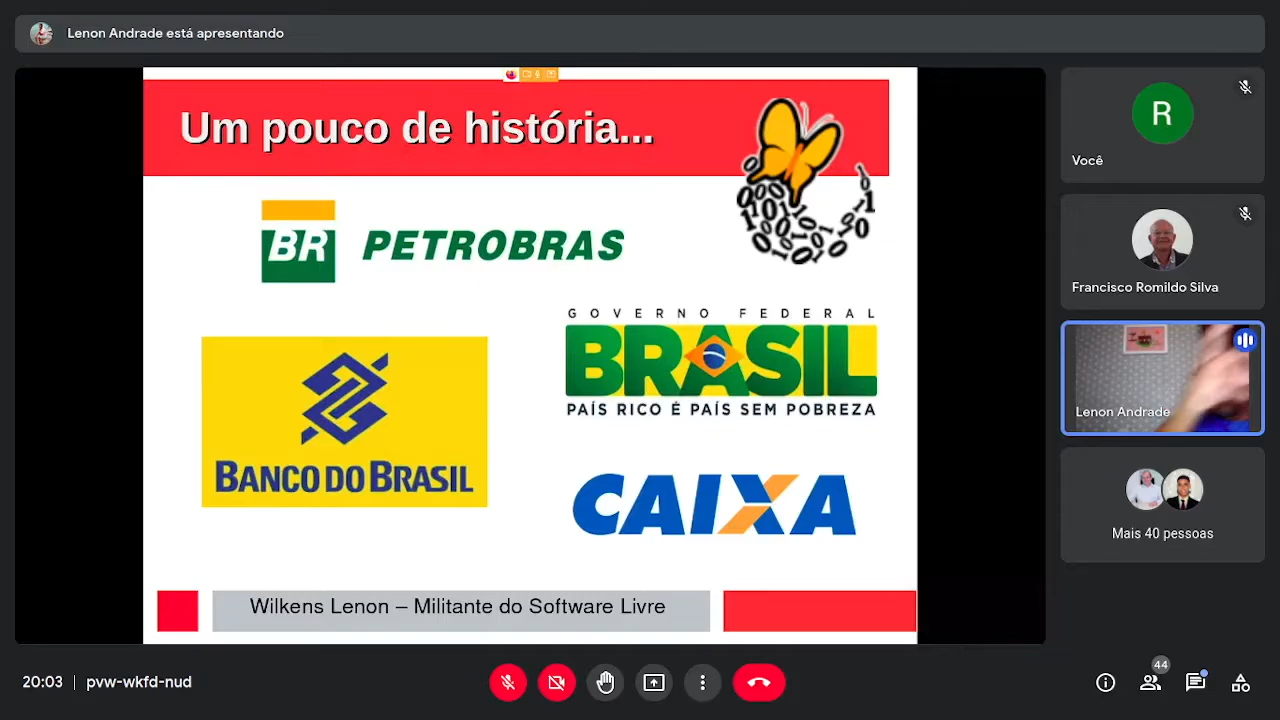 Lenon Andrade está apresentando
Um pouco de história...
BR PETROBRAS
GOVERNO FEDERAL
BRASIL
PAÍS RICO É PAÍS SEM POBREZA
BANCO DO BRASIL
CAIXA
Wilkens Lenon – Militante do Software Livre
R
Você
Francisco Romildo Silva
Lenon Andrade
Mais 40 pessoas
20:03 | pvw-wkfd-nud
44